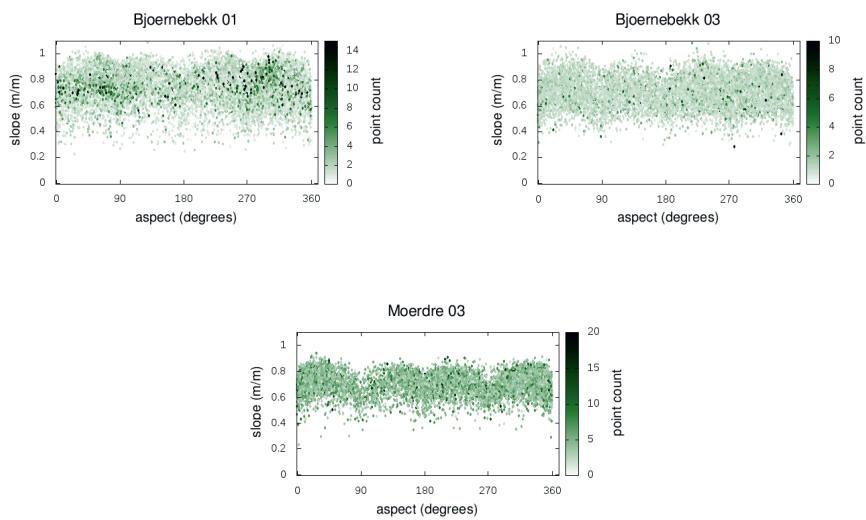 Bjoernebekk 01
1
0.8
0.6
0.4
0.2
0
slope (m/m)
0 90 180 270 360
aspect (degrees)
14
12
10
8
6
4
2
0
point count
Bjoernebekk 03
1
0.8
0.6
0.4
0.2
0
slope (m/m)
0 90 180 270 360
aspect (degrees)
10
8
6
4
2
0
point count
Moerdre 03
1
0.8
0.6
0.4
0.2
0
slope (m/m)
0 90 180 270 360
aspect (degrees)
20
15
10
5
0
point count